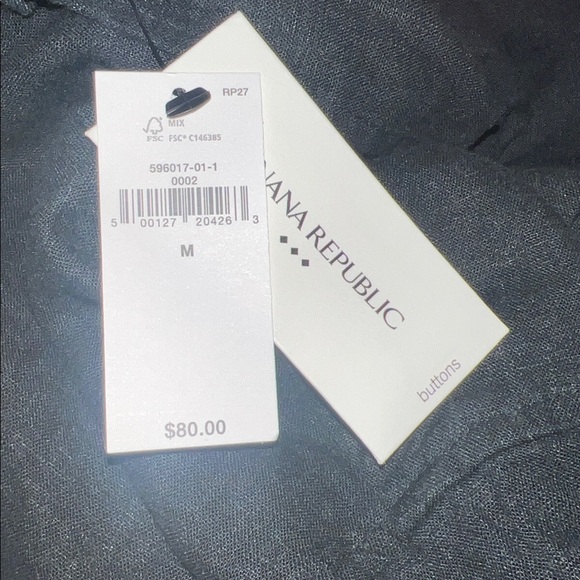 RP27
MIX
FSC FSC® C146385
596017-01-1
0002
5 00127 20426 3
M
$80.00
NANA REPUBLIC
buttons